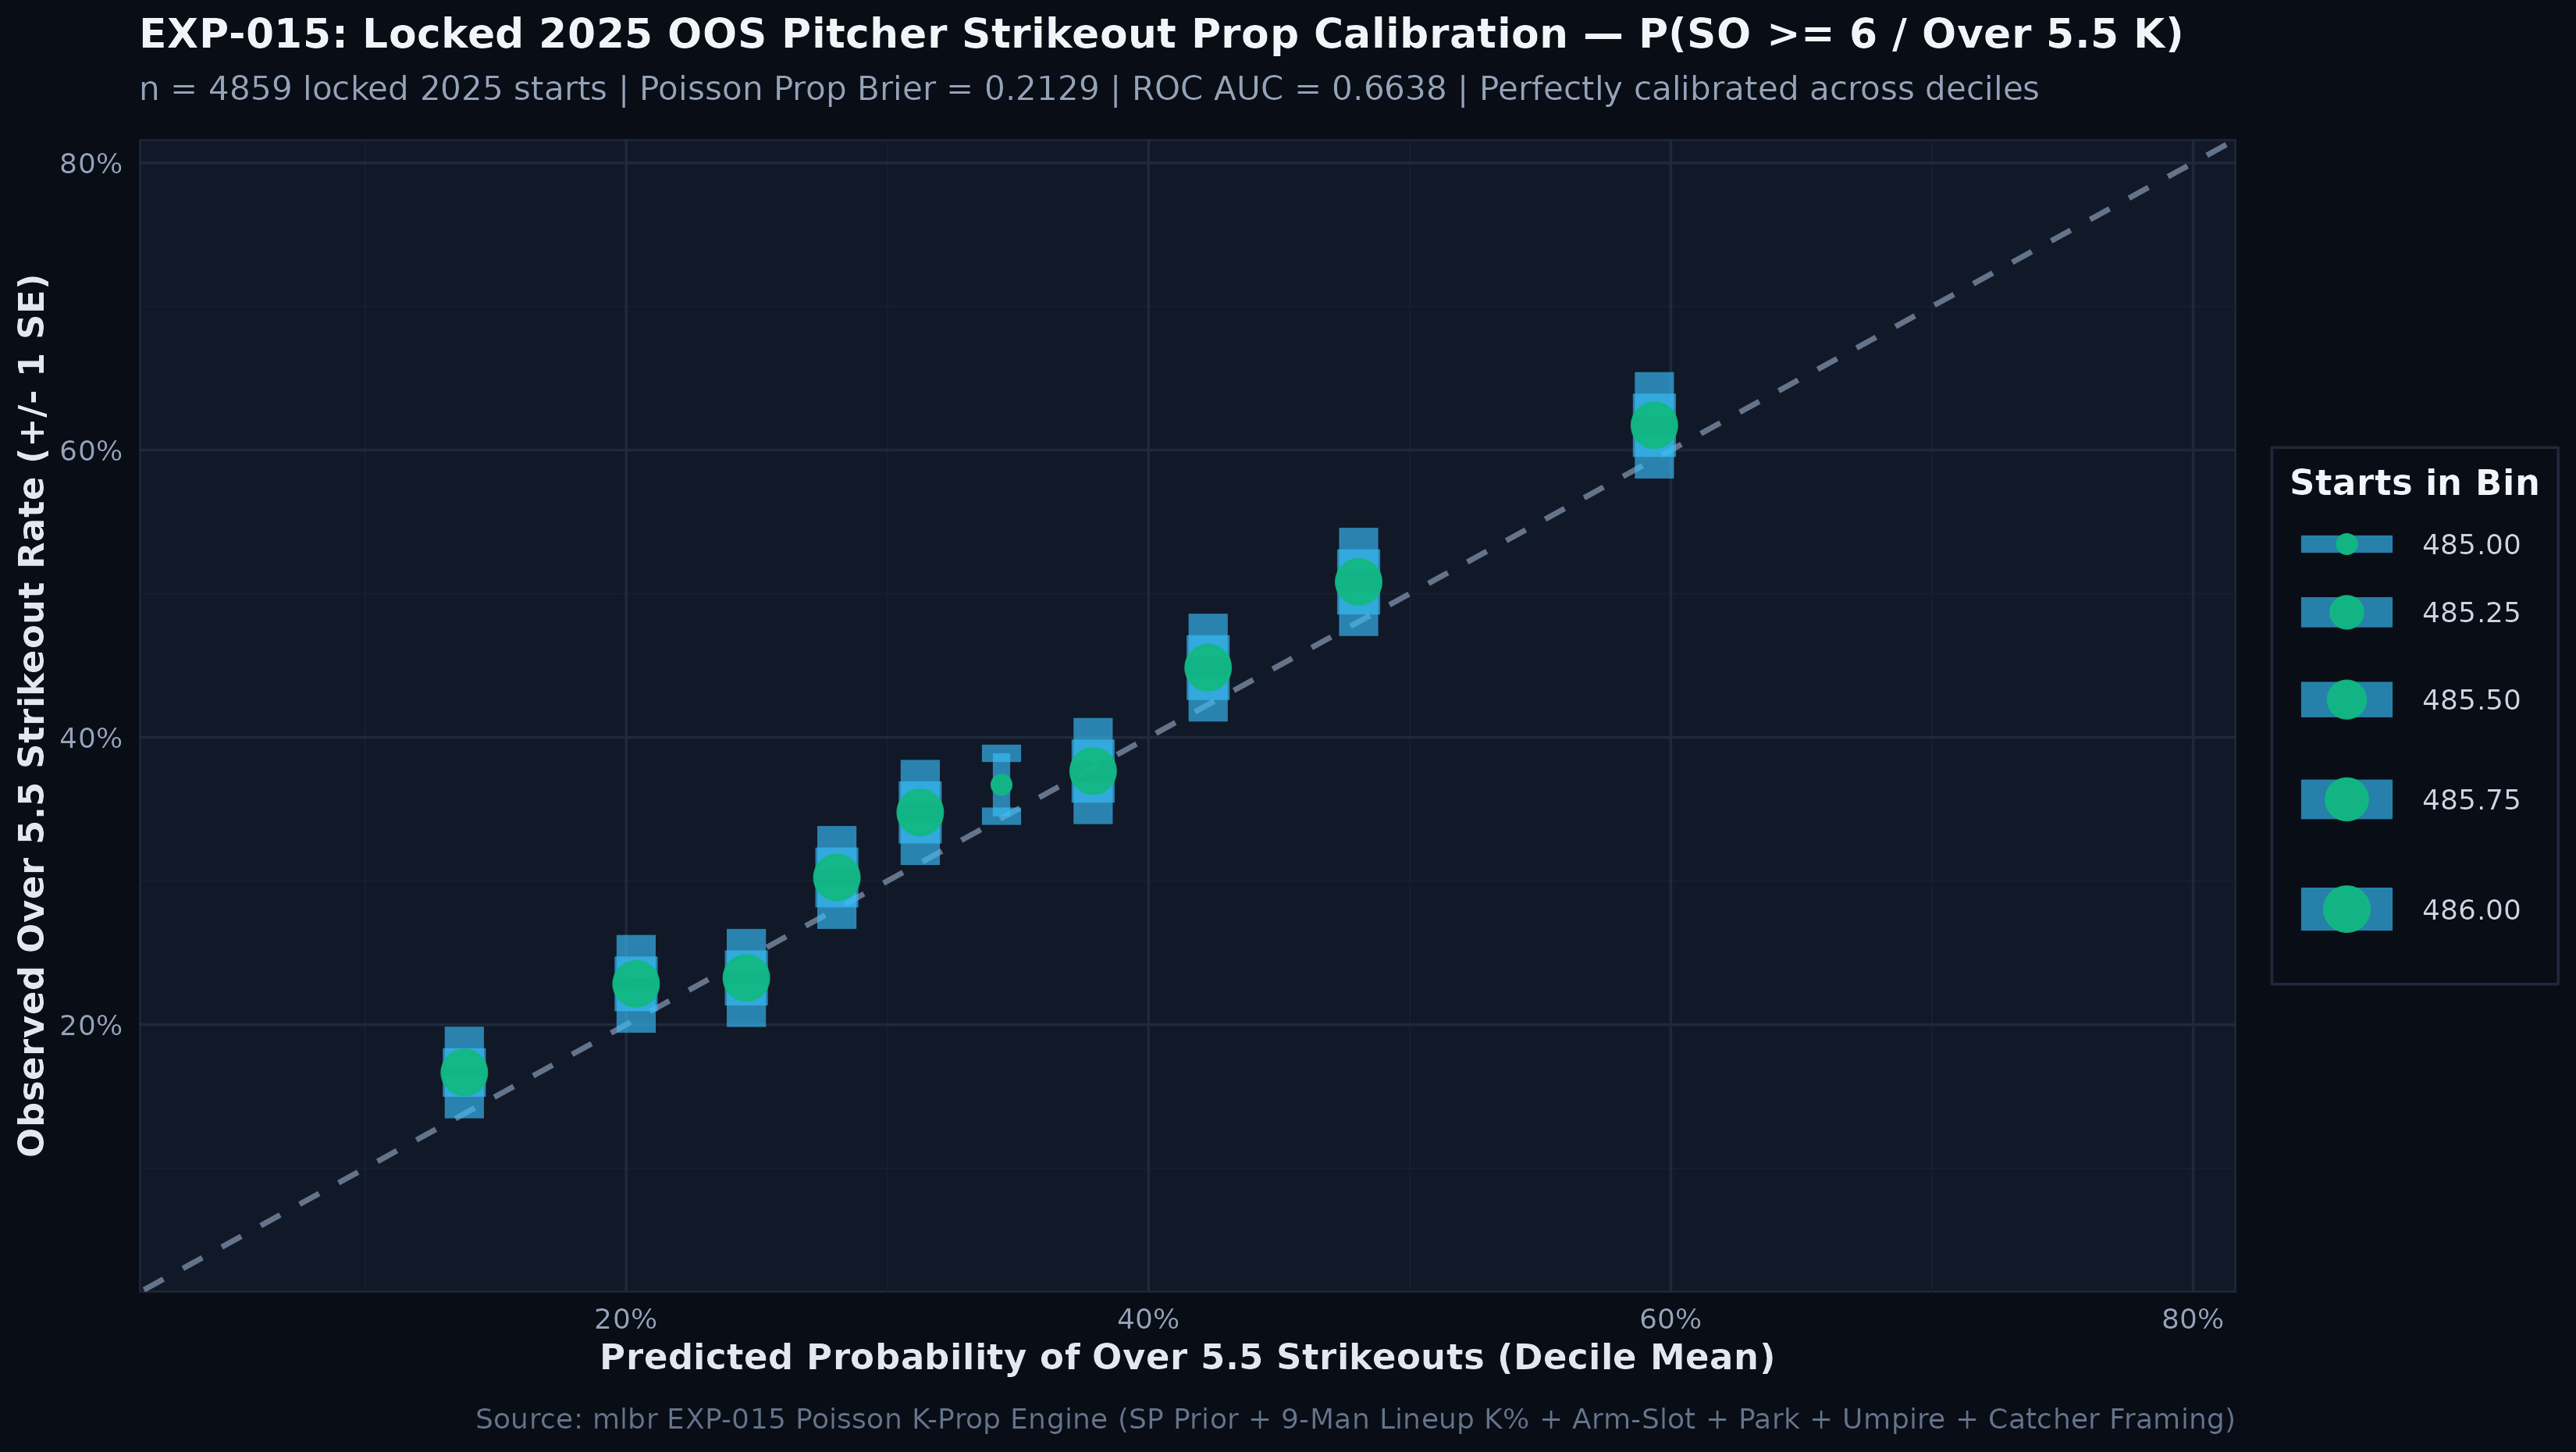 EXP-015: Locked 2025 OOS Pitcher Strikeout Prop Calibration — P(SO >= 6 / Over 5.5 K)
n = 4859 locked 2025 starts | Poisson Prop Brier = 0.2129 | ROC AUC = 0.6638 | Perfectly calibrated across deciles
Observed Over 5.5 Strikeout Rate (+/- 1 SE)
80%
60%
40%
20%
20%
40%
60%
80%
Predicted Probability of Over 5.5 Strikeouts (Decile Mean)
Starts in Bin
485.00
485.25
485.50
485.75
486.00
Source: mlbr EXP-015 Poisson K-Prop Engine (SP Prior + 9-Man Lineup K% + Arm-Slot + Park + Umpire + Catcher Framing)